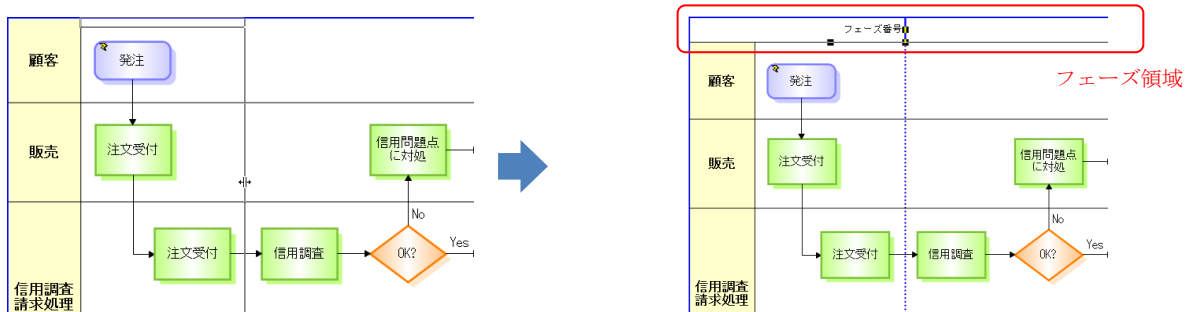 顧客
発注
販売
注文受付
信用問題点
に対処
No
注文受付
信用調査
OK?
Yes
信用調査
請求処理
フェーズ番号
フェーズ領域
顧客
発注
販売
注文受付
信用問題点
に対処
No
注文受付
信用調査
OK?
Yes
信用調査
請求処理